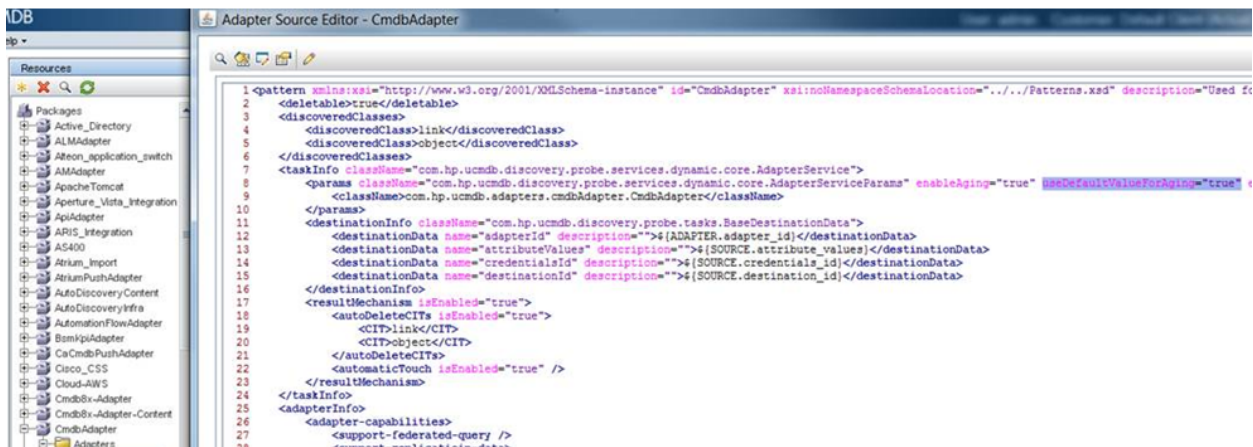 DB
elp
Adapter Source Editor - CmdbAdapter
Resources
Packages
Active_Directory
ALMAdapter
Alteon_application_switch
AMAdapter
ApacheTomcat
Aperture_Vista_Integration
ApiAdapter
ARIS_Integration
AS400
Atrium_Import
AtriumPushAdapter
AutoDiscoveryContent
AutoDiscoveryInfra
AutomationFlowAdapter
BsmKpiAdapter
CaCmdbPushAdapter
Cisco_CSS
Cloud-AWS
Cmdb8x-Adapter
Cmdb8x-Adapter-Content
CmdbAdapter
Adapters
1 <pattern xmlns:xsi="http://www.w3.org/2001/XMLSchema-instance" id="CmdbAdapter" xsi:noNamespaceSchemaLocation="../../Patterns.xsd" description="Used fo
2 <deletable>true</deletable>
3 <discoveredClasses>
4 <discoveredClass>link</discoveredClass>
5 <discoveredClass>object</discoveredClass>
6 </discoveredClasses>
7 <taskInfo className="com.hp.ucmdb.discovery.probe.services.dynamic.core.AdapterService">
8 <params className="com.hp.ucmdb.discovery.probe.services.dynamic.core.AdapterServiceParams" enableAging="true" useDefaultValueForAging="true" e
9 <className>com.hp.ucmdb.adapters.cmdbAdapter.CmdbAdapter</className>
10 </params>
11 <destinationInfo className="com.hp.ucmdb.discovery.probe.tasks.BaseDestinationData">
12 <destinationData name="adapterId" description="">${ADAPTER.adapter_id}</destinationData>
13 <destinationData name="attributeValues" description="">${SOURCE.attribute_values}</destinationData>
14 <destinationData name="credentialsId" description="">${SOURCE.credentials_id}</destinationData>
15 <destinationData name="destinationId" description="">${SOURCE.destination_id}</destinationData>
16 </destinationInfo>
17 <resultMechanism isEnabled="true">
18 <autoDeleteCITs isEnabled="true">
19 <CIT>link</CIT>
20 <CIT>object</CIT>
21 </autoDeleteCITs>
22 <automaticTouch isEnabled="true" />
23 </resultMechanism>
24 </taskInfo>
25 <adapterInfo>
26 <adapter-capabilities>
27 <support-federated-query />